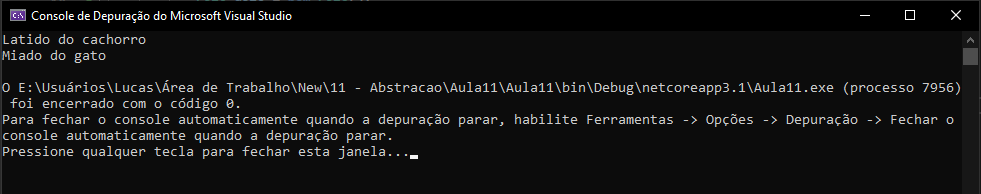 Console de Depuração do Microsoft Visual Studio
Latido do cachorro
Miado do gato
O E:\Usuários\Lucas\Área de Trabalho\New\11 - Abstracao\Aula11\Aula11\bin\Debug\netcoreapp3.1\Aula11.exe (processo 7956)
foi encerrado com o código 0.
Para fechar o console automaticamente quando a depuração parar, habilite Ferramentas -> Opções -> Depuração -> Fechar o
console automaticamente quando a depuração parar.
Pressione qualquer tecla para fechar esta janela...